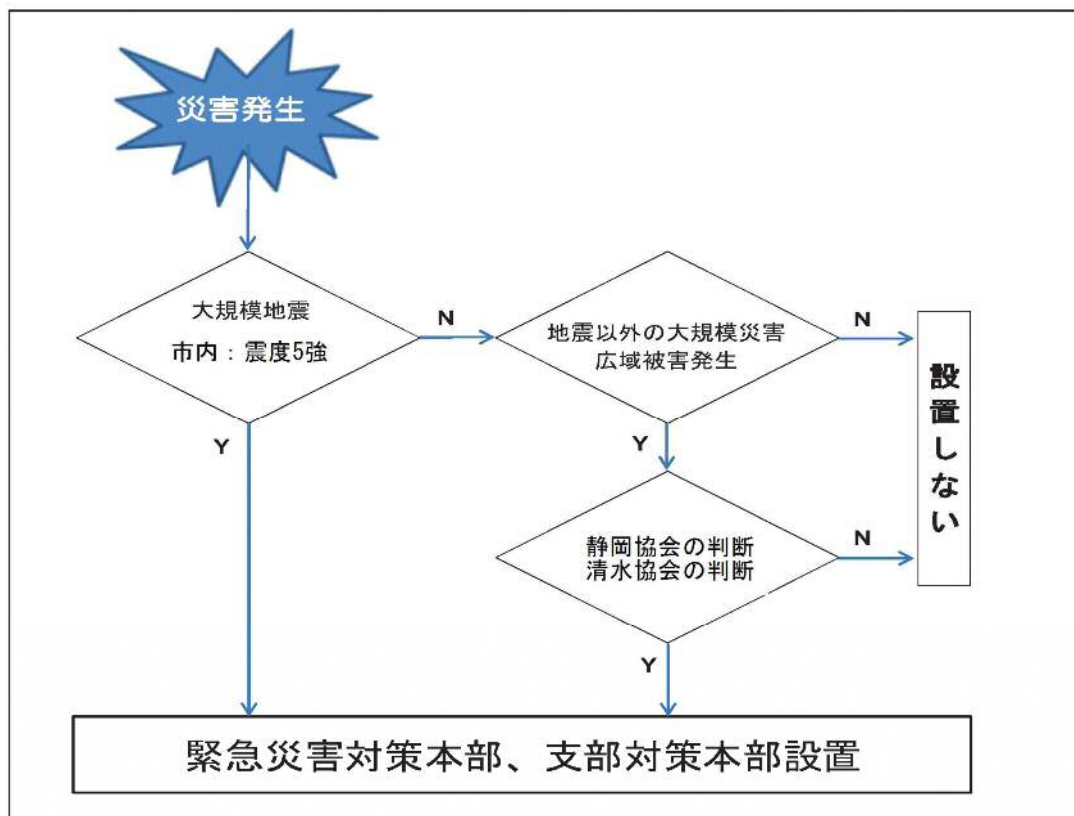 災害発生
大規模地震
市内：震度5強
N
地震以外の大規模災害
広域被害発生
N
設置しない
Y
Y
静岡協会の判断
清水協会の判断
N
Y
緊急災害対策本部、支部対策本部設置